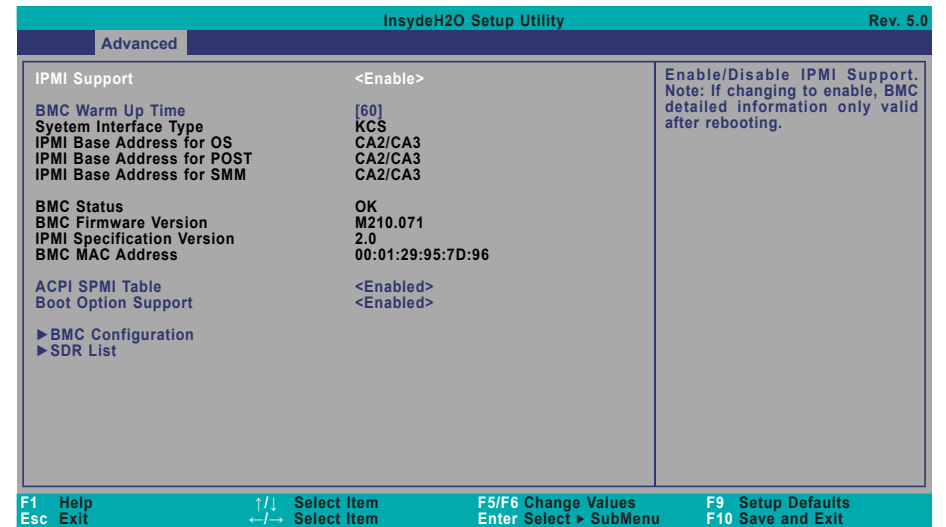 InsydeH2O Setup Utility Rev. 5.0
Advanced
IPMI Support <Enable>
BMC Warm Up Time [60]
Syetem Interface Type KCS
IPMI Base Address for OS CA2/CA3
IPMI Base Address for POST CA2/CA3
IPMI Base Address for SMM CA2/CA3
BMC Status OK
BMC Firmware Version M210.071
IPMI Specification Version 2.0
BMC MAC Address 00:01:29:95:7D:96
ACPI SPMI Table <Enabled>
Boot Option Support <Enabled>
►BMC Configuration
►SDR List
Enable/Disable IPMI Support.
Note: If changing to enable, BMC
detailed information only valid
after rebooting.
F1 Help ↑/↓ Select Item F5/F6 Change Values F9 Setup Defaults
Esc Exit ←/→ Select Item Enter Select ► SubMenu F10 Save and Exit